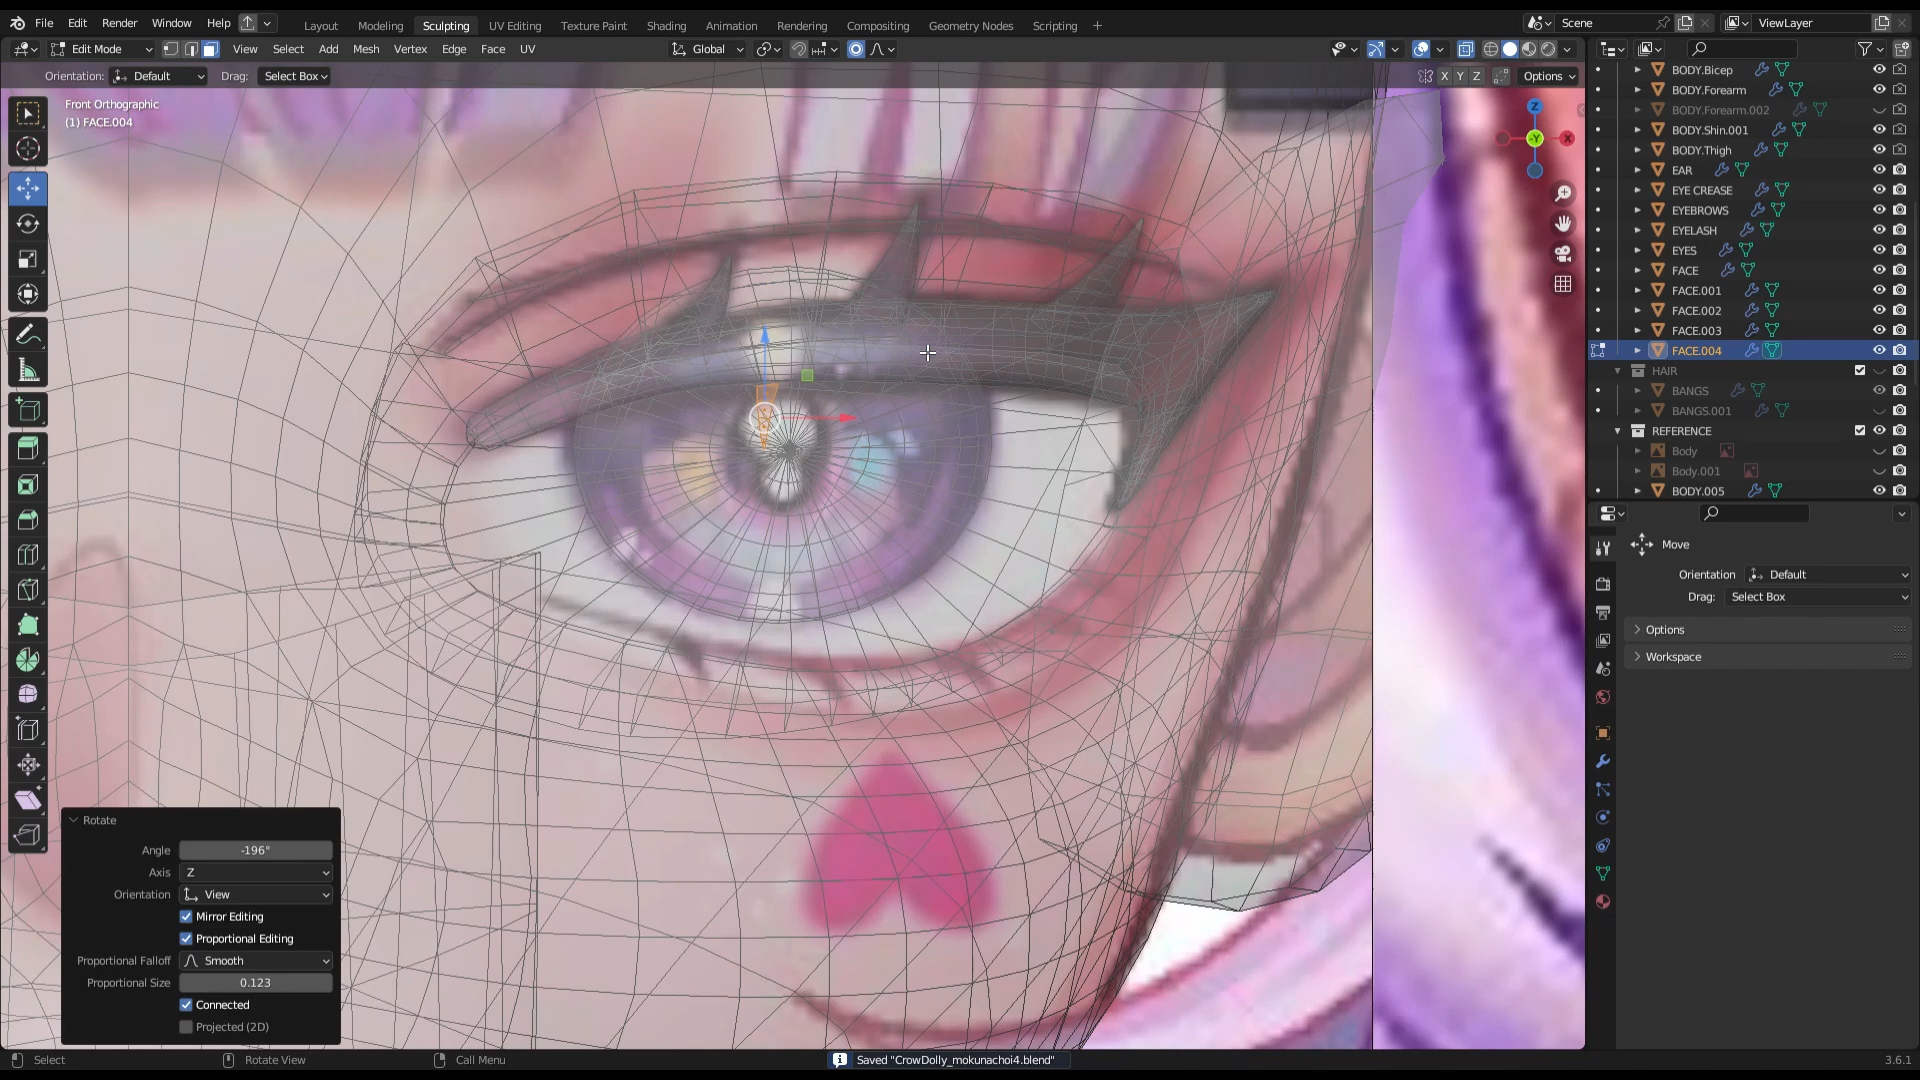 File Edit Render Window Help Layout Modeling Sculpting UV Editing Texture Paint Shading Animation Rendering Compositing Geometry Nodes Scripting + Scene ViewLayer
Edit Mode View Select Add Mesh Vertex Edge Face UV Global
Orientation: Default Drag: Select Box X Y Z Options
Front Orthographic
(1) FACE.004
Z
-Y
X
BODY.Bicep
BODY.Forearm
BODY.Forearm.002
BODY.Shin.001
BODY.Thigh
EAR
EYE CREASE
EYEBROWS
EYELASH
EYES
FACE
FACE.001
FACE.002
FACE.003
FACE.004
HAIR
BANGS
BANGS.001
REFERENCE
Body
Body.001
BODY.005
Move
Orientation Default
Drag: Select Box
Options
Workspace
Rotate
Angle -196°
Axis Z
Orientation View
Mirror Editing
Proportional Editing
Proportional Falloff Smooth
Proportional Size 0.123
Connected
Projected (2D)
Select Rotate View Call Menu Saved "CrowDolly_mokunachoi4.blend" 3.6.1